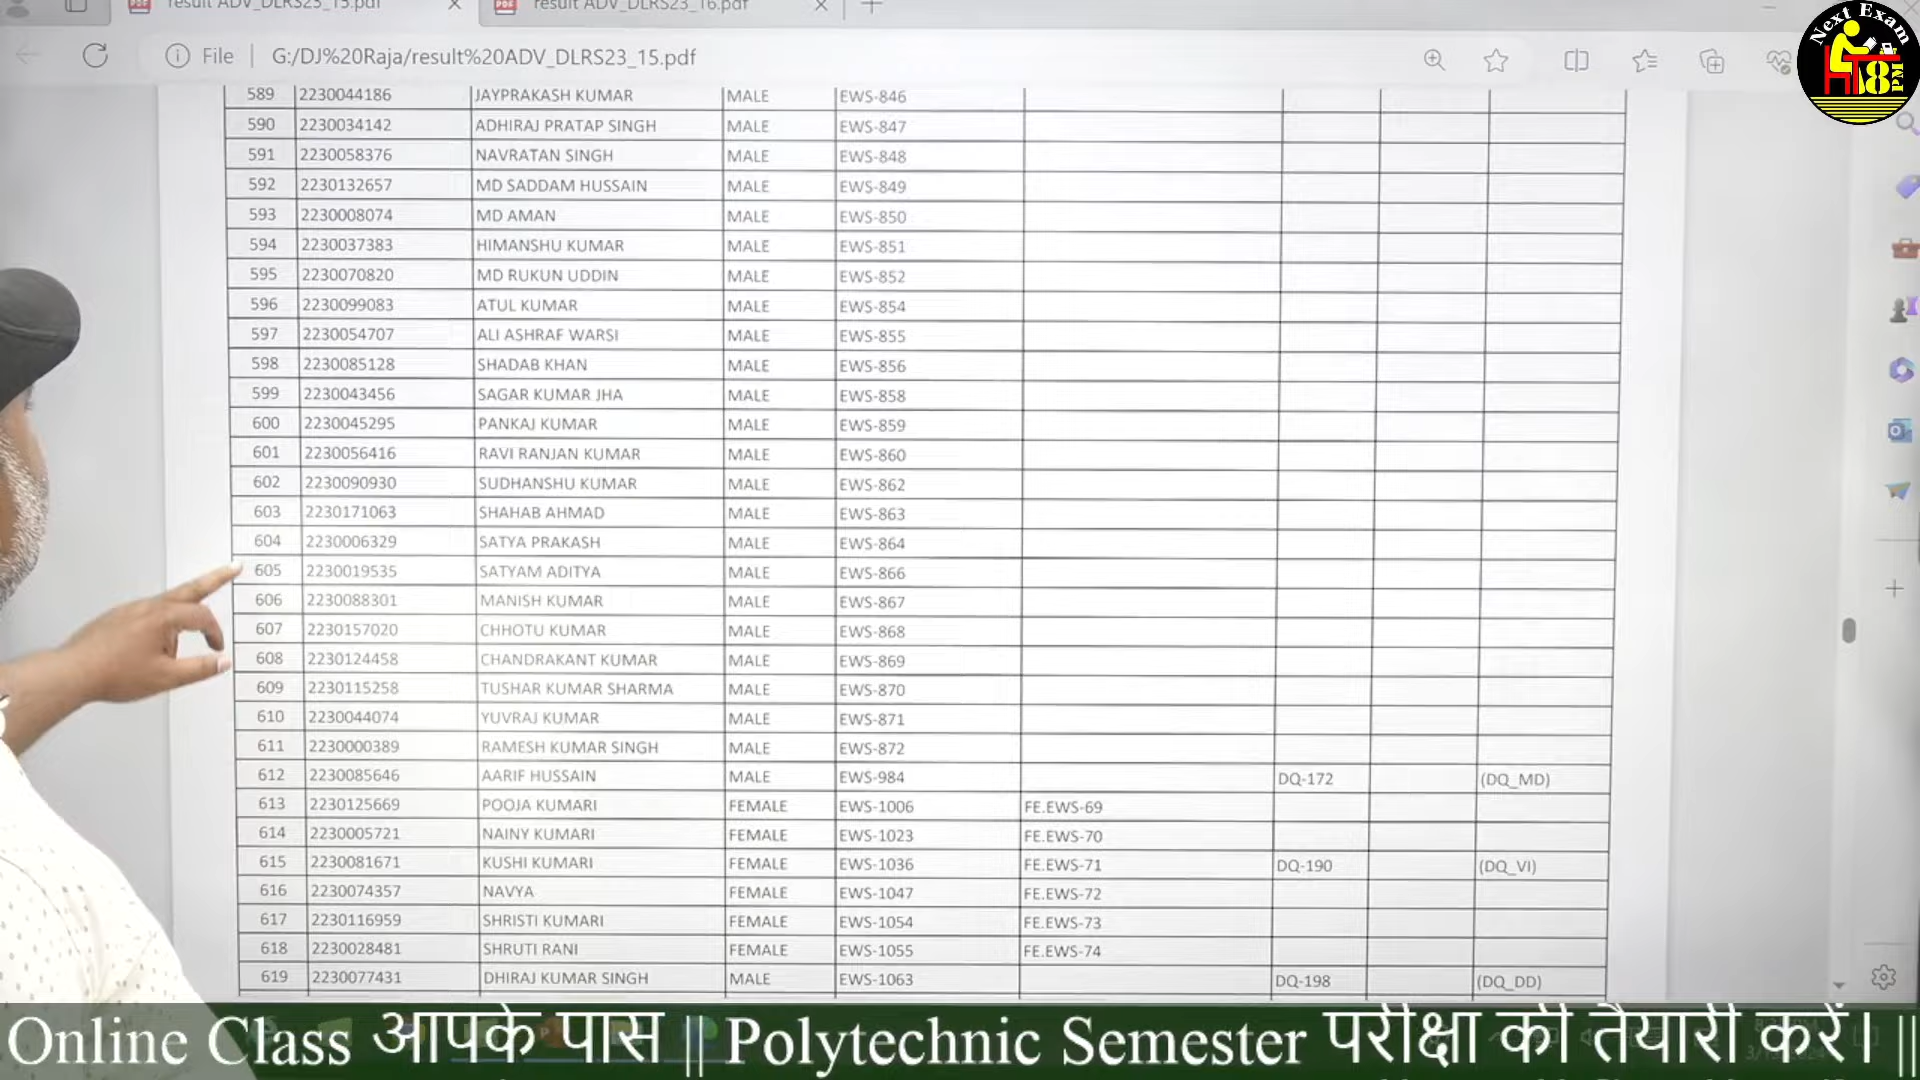 result ADV_DLRS23_15.pdf
result ADV_DLRS23_16.pdf
File G:/DJ%20Raja/result%20ADV_DLRS23_15.pdf
Next Exam 8 PM
589 2230044186 JAYPRAKASH KUMAR MALE EWS-846
590 2230034142 ADHIRAJ PRATAP SINGH MALE EWS-847
591 2230058376 NAVRATAN SINGH MALE EWS-848
592 2230132657 MD SADDAM HUSSAIN MALE EWS-849
593 2230008074 MD AMAN MALE EWS-850
594 2230037383 HIMANSHU KUMAR MALE EWS-851
595 2230070820 MD RUKUN UDDIN MALE EWS-852
596 2230099083 ATUL KUMAR MALE EWS-854
597 2230054707 ALI ASHRAF WARSI MALE EWS-855
598 2230085128 SHADAB KHAN MALE EWS-856
599 2230043456 SAGAR KUMAR JHA MALE EWS-858
600 2230045295 PANKAJ KUMAR MALE EWS-859
601 2230056416 RAVI RANJAN KUMAR MALE EWS-860
602 2230090930 SUDHANSHU KUMAR MALE EWS-862
603 2230171063 SHAHAB AHMAD MALE EWS-863
604 2230006329 SATYA PRAKASH MALE EWS-864
605 2230019535 SATYAM ADITYA MALE EWS-866
606 2230088301 MANISH KUMAR MALE EWS-867
607 2230157020 CHHOTU KUMAR MALE EWS-868
608 2230124458 CHANDRAKANT KUMAR MALE EWS-869
609 2230115258 TUSHAR KUMAR SHARMA MALE EWS-870
610 2230044074 YUVRAJ KUMAR MALE EWS-871
611 2230000389 RAMESH KUMAR SINGH MALE EWS-872
612 2230085646 AARIF HUSSAIN MALE EWS-984 DQ-172 (DQ_MD)
613 2230125669 POOJA KUMARI FEMALE EWS-1006 FE.EWS-69
614 2230005721 NAINY KUMARI FEMALE EWS-1023 FE.EWS-70
615 2230081671 KUSHI KUMARI FEMALE EWS-1036 FE.EWS-71 DQ-190 (DQ_VI)
616 2230074357 NAVYA FEMALE EWS-1047 FE.EWS-72
617 2230116959 SHRISTI KUMARI FEMALE EWS-1054 FE.EWS-73
618 2230028481 SHRUTI RANI FEMALE EWS-1055 FE.EWS-74
619 2230077431 DHIRAJ KUMAR SINGH MALE EWS-1063 DQ-198 (DQ_DD)
Online Class आपके पास || Polytechnic Semester परीक्षा की तैयारी करें। ||